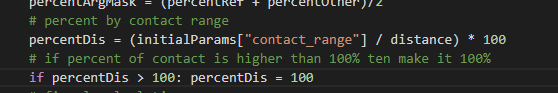 percentArgMask = (percentRef + percentOther)/2
# percent by contact range
percentDis = (initialParams["contact_range"] / distance) * 100
# if percent of contact is higher than 100% ten make it 100%
if percentDis > 100: percentDis = 100